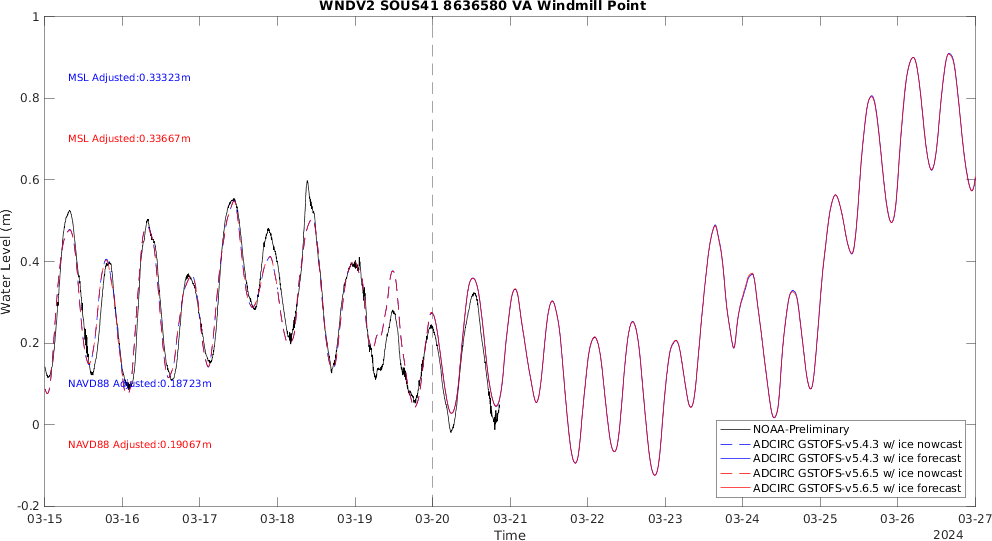 WNDV2 SOUS41 8636580 VA Windmill Point
1
MSL Adjusted:0.33323m
0.8
MSL Adjusted:0.33667m
0.6
Water Level (m)
0.4
0.2
NAVD88 Adjusted:0.18723m
0
NAVD88 Adjusted:0.19067m
-0.2
NOAA-Preliminary
ADCIRC GSTOFS-v5.4.3 w/ ice nowcast
ADCIRC GSTOFS-v5.4.3 w/ ice forecast
ADCIRC GSTOFS-v5.6.5 w/ ice nowcast
ADCIRC GSTOFS-v5.6.5 w/ ice forecast
03-15 03-16 03-17 03-18 03-19 03-20 03-21 03-22 03-23 03-24 03-25 03-26 03-27
Time
2024